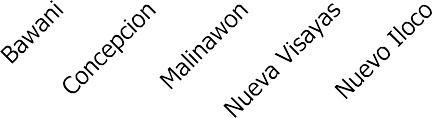 Bawani
Concepcion
Malinawon
Nueva Visayas
Nuevo Iloco